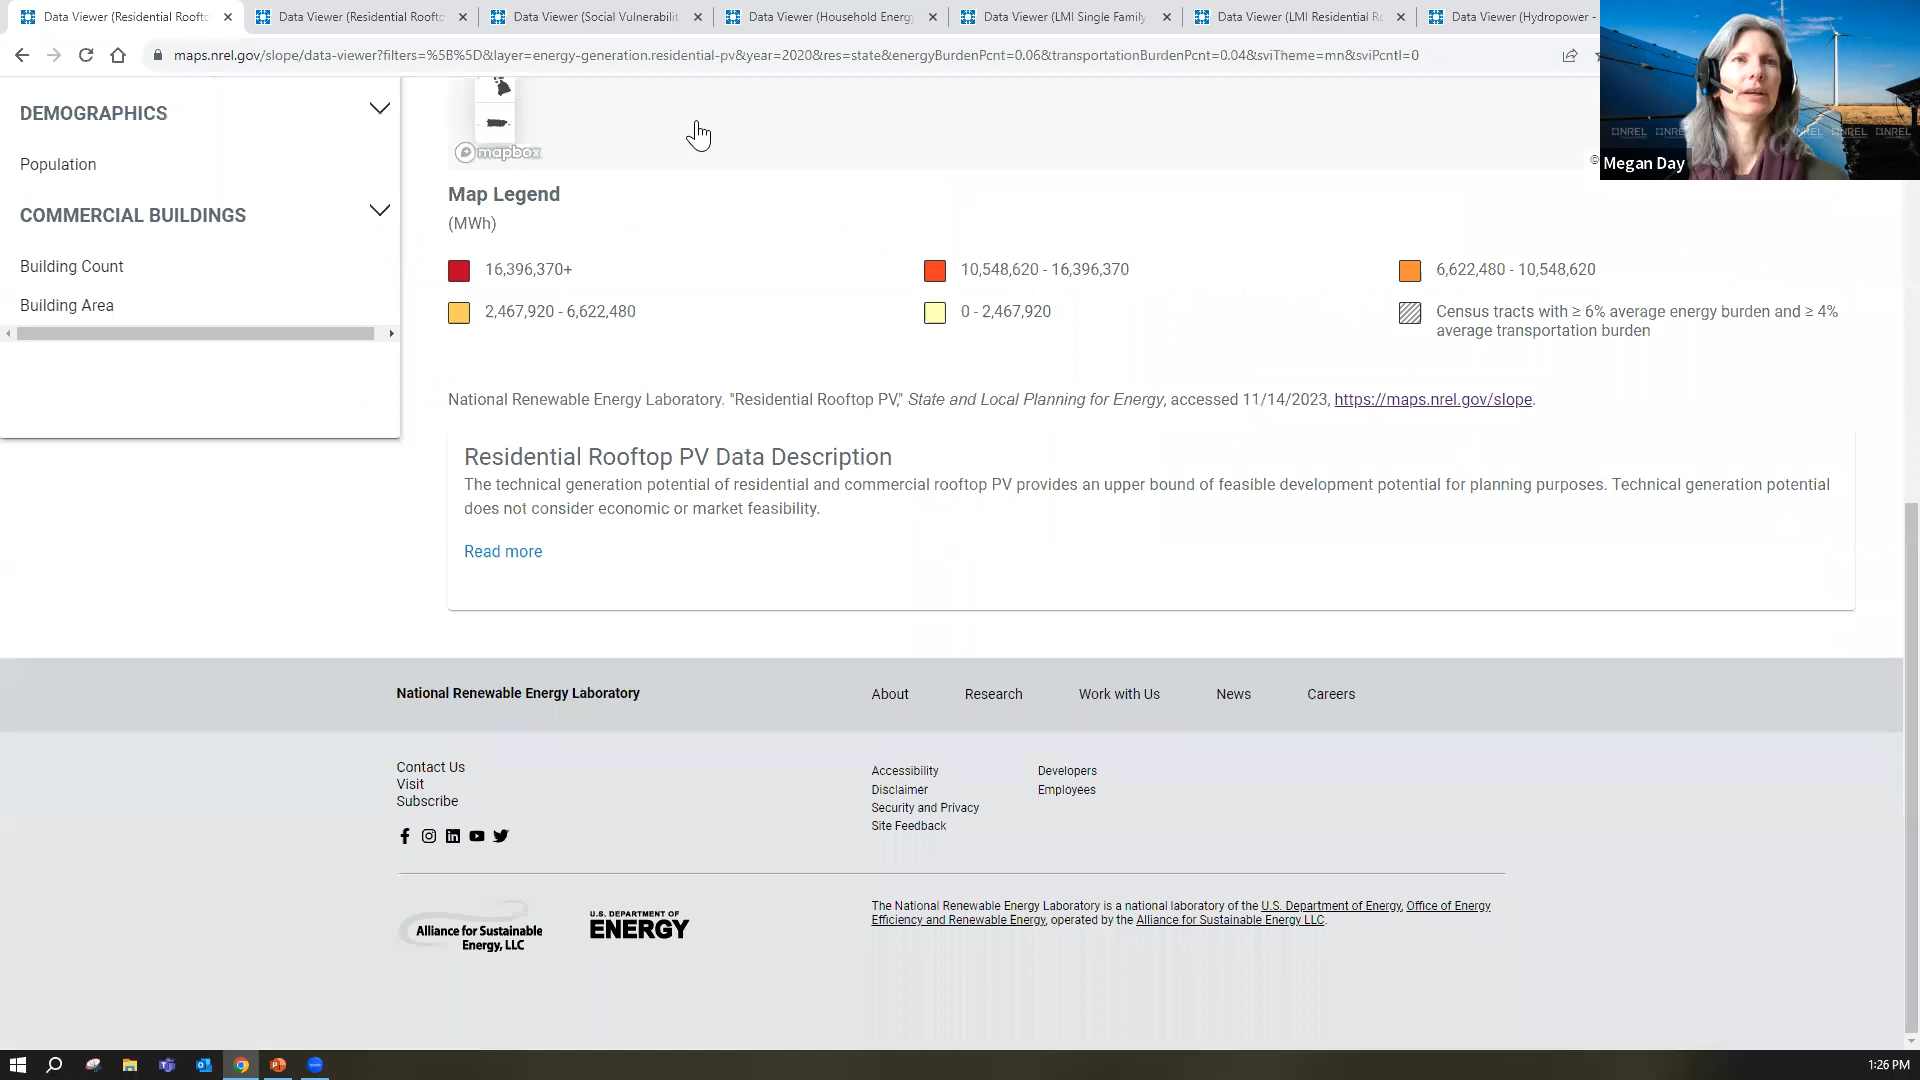 Data Viewer (Residential Roofto
Data Viewer (Residential Roofto
Data Viewer (Social Vulnerabilit
Data Viewer (Household Energy
Data Viewer (LMI Single Family
Data Viewer (LMI Residential Ro
Data Viewer (Hydropower -
maps.nrel.gov/slope/data-viewer?filters=%5B%5D&layer=energy-generation.residential-pv&year=2020&res=state&energyBurdenPcnt=0.06&transportationBurdenPcnt=0.04&sviTheme=mn&sviPcntl=0
NREL
NREL
NREL
NREL
Megan Day
DEMOGRAPHICS
Population
COMMERCIAL BUILDINGS
Building Count
Building Area
mapbox
©
Map Legend
(MWh)
16,396,370+
10,548,620 - 16,396,370
6,622,480 - 10,548,620
2,467,920 - 6,622,480
0 - 2,467,920
Census tracts with ≥ 6% average energy burden and ≥ 4%
average transportation burden
National Renewable Energy Laboratory. "Residential Rooftop PV," State and Local Planning for Energy, accessed 11/14/2023, https://maps.nrel.gov/slope.
Residential Rooftop PV Data Description
The technical generation potential of residential and commercial rooftop PV provides an upper bound of feasible development potential for planning purposes. Technical generation potential
does not consider economic or market feasibility.
Read more
National Renewable Energy Laboratory
About
Research
Work with Us
News
Careers
Contact Us
Visit
Subscribe
Accessibility
Disclaimer
Security and Privacy
Site Feedback
Developers
Employees
Alliance for Sustainable
Energy, LLC
U.S. DEPARTMENT OF
ENERGY
The National Renewable Energy Laboratory is a national laboratory of the U.S. Department of Energy, Office of Energy
Efficiency and Renewable Energy, operated by the Alliance for Sustainable Energy LLC.
1:26 PM